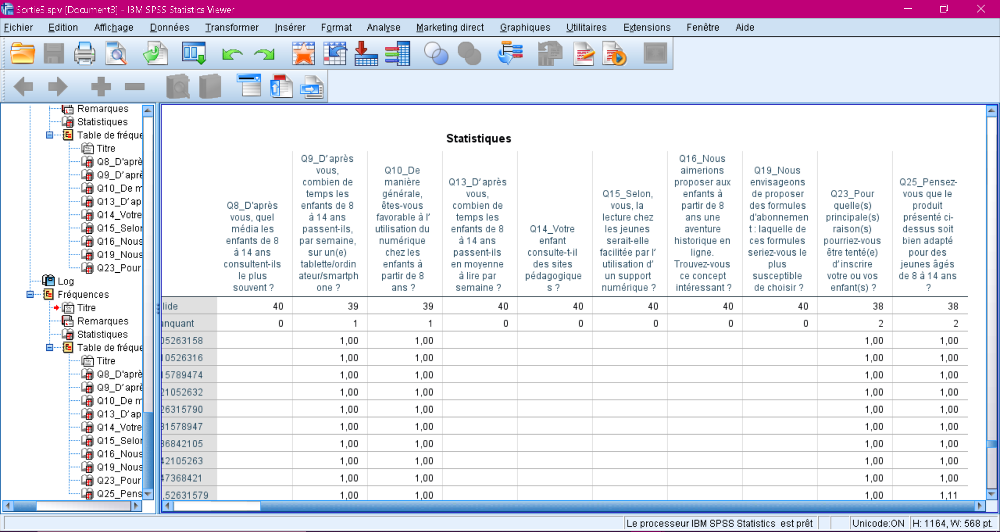 Sortie3.spv [Document3] - IBM SPSS Statistics Viewer
Fichier Edition Affichage Données Transformer Insérer Format Analyse Marketing direct Graphiques Utilitaires Extensions Fenêtre Aide
Remarques
Statistiques
Table de fréque
Titre
Q8_D'aprè
Q9_D’aprè
Q10_De m
Q13_D’ap
Q14_Votre
Q15_Selon
Q16_Nous
Q19_Nous
Q23_Pour
Log
Fréquences
Titre
Remarques
Statistiques
Table de fréque
Titre
Q8_D'aprè
Q9_D’aprè
Q10_De m
Q13_D’ap
Q14_Votre
Q15_Selon
Q16_Nous
Q19_Nous
Q23_Pour
Q25_Pens
Statistiques
Q8_D'après
vous, quel
média les
enfants de 8
à 14 ans
consultent-ils
le plus
souvent ?
Q9_D’après
vous,
combien de
temps les
enfants de 8
à 14 ans
passent-ils,
par semaine,
sur un(e)
tablette/ordin
ateur/smartph
one ?
Q10_De
manière
générale,
êtes-vous
favorable à l’
utilisation du
numérique
chez les
enfants à
partir de 8
ans ?
Q13_D’après
vous,
combien de
temps les
enfants de 8
à 14 ans
passent-ils
en moyenne
à lire par
semaine ?
Q14_Votre
enfant
consulte-t-il
des sites
pédagogique
s ?
Q15_Selon,
vous, la
lecture chez
les jeunes
serait-elle
facilitée par l’
utilisation d’
un support
numérique ?
Q16_Nous
aimerions
proposer aux
enfants à
partir de 8
ans une
aventure
historique en
ligne.
Trouvez-vous
ce concept
intéressant ?
Q19_Nous
envisageons
de proposer
des formules
d'abonnemen
t : laquelle de
ces formules
seriez-vous le
plus
susceptible
de choisir ?
Q23_Pour
quelle(s)
principale(s)
raison(s)
pourriez-vous
être tenté(e)
d’inscrire
votre ou vos
enfant(s) ?
Q25_Pensez-
vous que le
produit
présenté ci-
dessus soit
bien adapté
pour des
jeunes âgés
de 8 à 14 ans
?
lide 40 39 39 40 40 40 40 40 38 38
anquant 0 1 1 0 0 0 0 0 2 2
05263158 1,00 1,00 1,00 1,00
10526316 1,00 1,00 1,00 1,00
15789474 1,00 1,00 1,00 1,00
21052632 1,00 1,00 1,00 1,00
26315790 1,00 1,00 1,00 1,00
31578947 1,00 1,00 1,00 1,00
36842105 1,00 1,00 1,00 1,00
42105263 1,00 1,00 1,00 1,00
47368421 1,00 1,00 1,00 1,00
,52631579 1,00 1,00 1,00 1,11
Le processeur IBM SPSS Statistics est prêt Unicode:ON H: 1164, W: 568 pt.